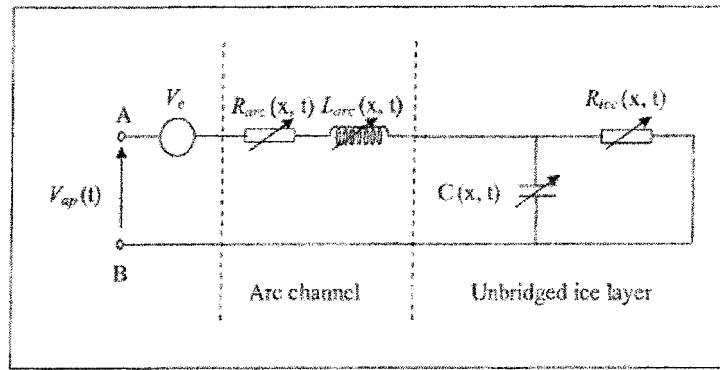 A
V_e
R_arc(x, t) L_arc(x, t)
R_ice(x, t)
V_ap(t)
C(x, t)
B
Arc channel
Unbridged ice layer